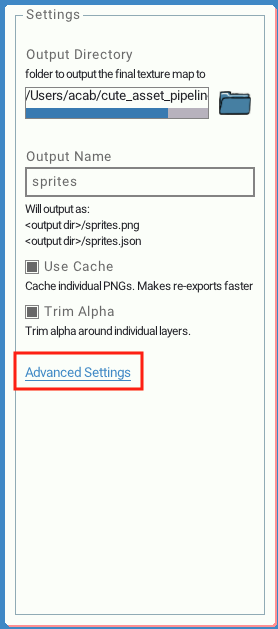 Settings
Output Directory
folder to output the final texture map to
/Users/acab/cute_asset_pipelin
Output Name
sprites
Will output as:
<output dir>/sprites.png
<output dir>/sprites.json
Use Cache
Cache individual PNGs. Makes re-exports faster
Trim Alpha
Trim alpha around individual layers.
Advanced Settings